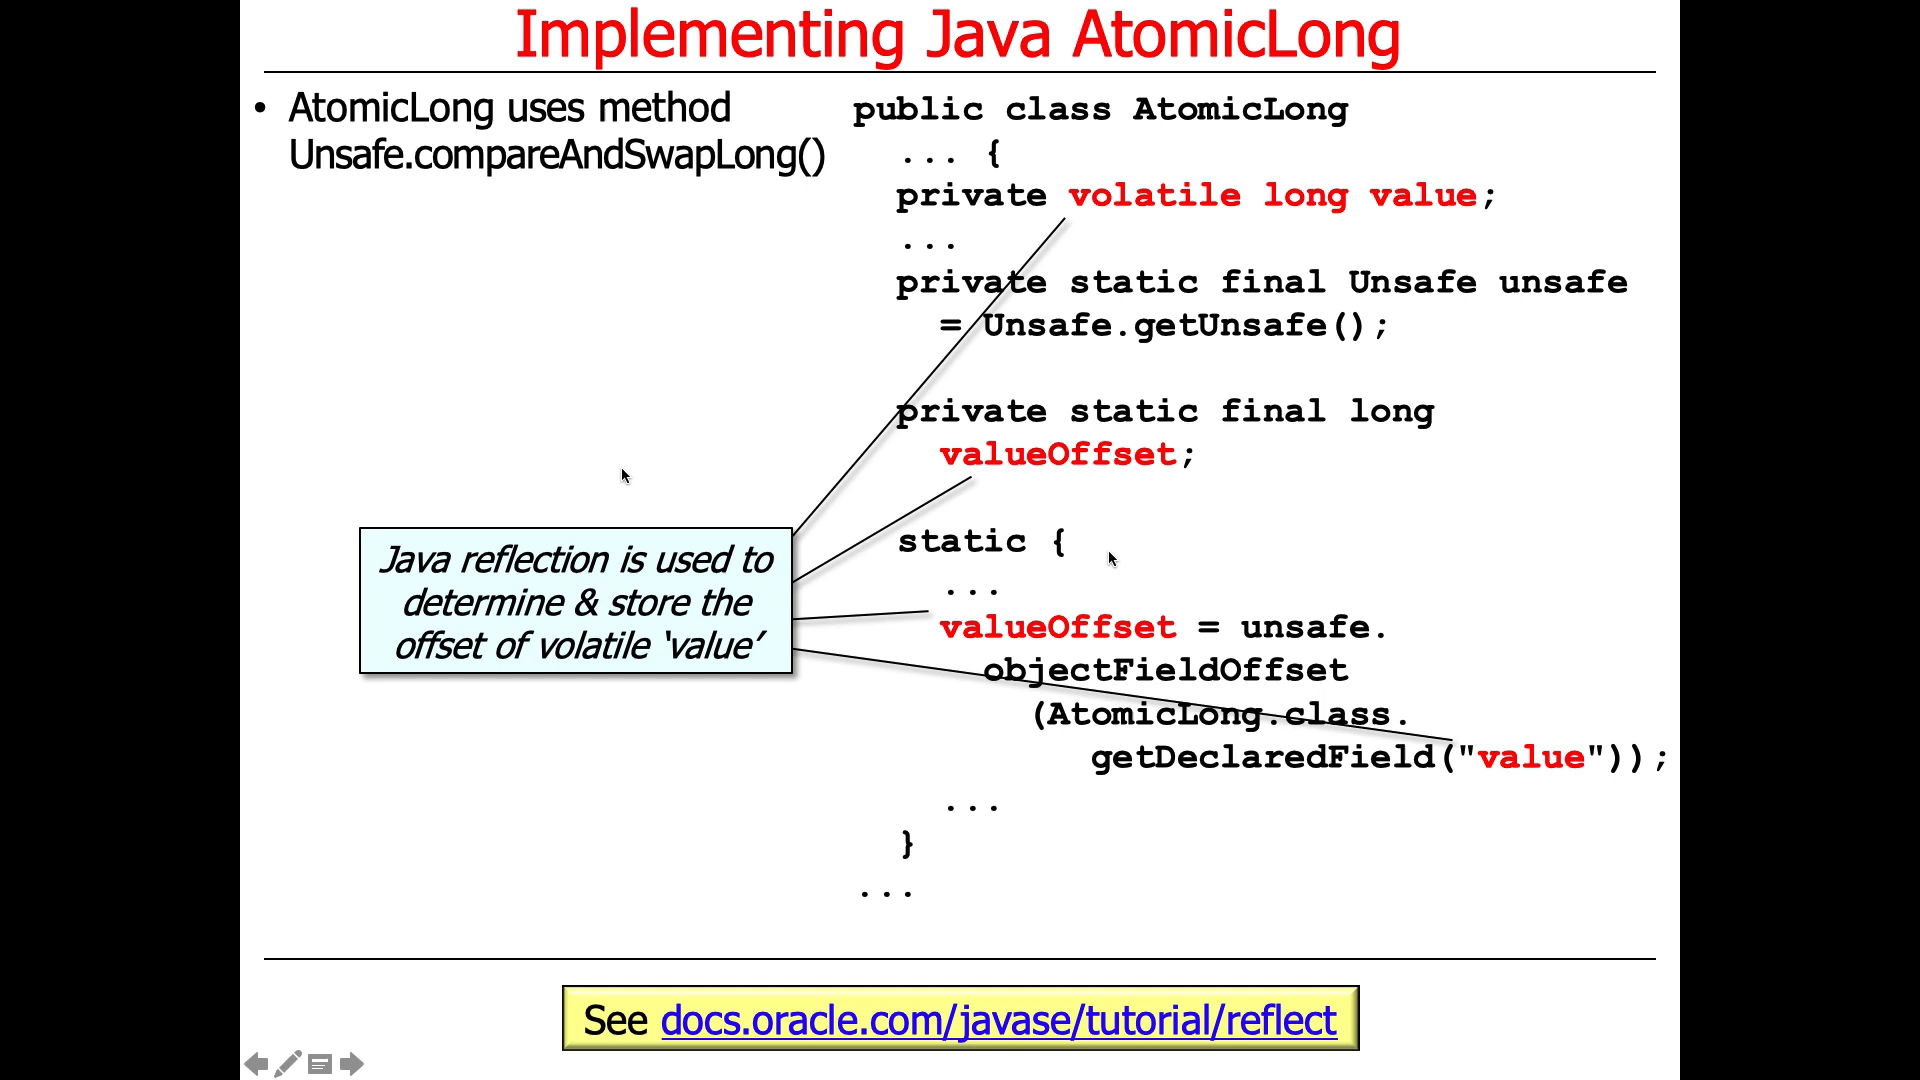 Implementing Java AtomicLong
• AtomicLong uses method
Unsafe.compareAndSwapLong()
public class AtomicLong
... {
private volatile long value;
...
private static final Unsafe unsafe
= Unsafe.getUnsafe();
private static final long
valueOffset;
static {
...
valueOffset = unsafe.
objectFieldOffset
(AtomicLong.class.
getDeclaredField("value"));
...
}
...
Java reflection is used to
determine & store the
offset of volatile ‘value’
See docs.oracle.com/javase/tutorial/reflect